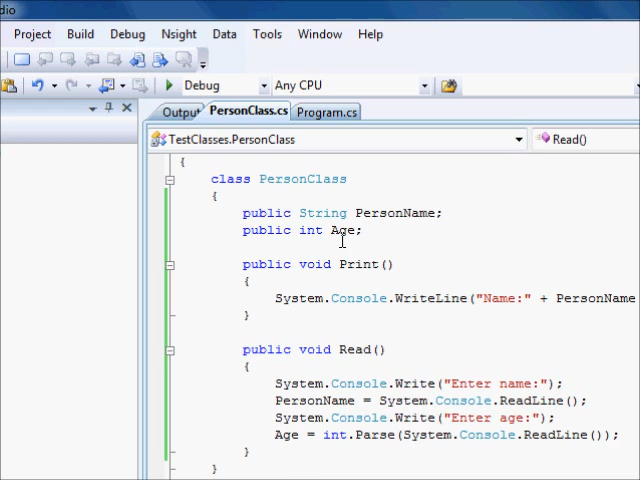 dio
Project Build Debug Nsight Data Tools Window Help
Debug Any CPU
Output PersonClass.cs Program.cs
TestClasses.PersonClass Read()
{
class PersonClass
{
public String PersonName;
public int Age;
public void Print()
{
System.Console.WriteLine("Name:" + PersonName
}
public void Read()
{
System.Console.Write("Enter name:");
PersonName = System.Console.ReadLine();
System.Console.Write("Enter age:");
Age = int.Parse(System.Console.ReadLine());
}
}